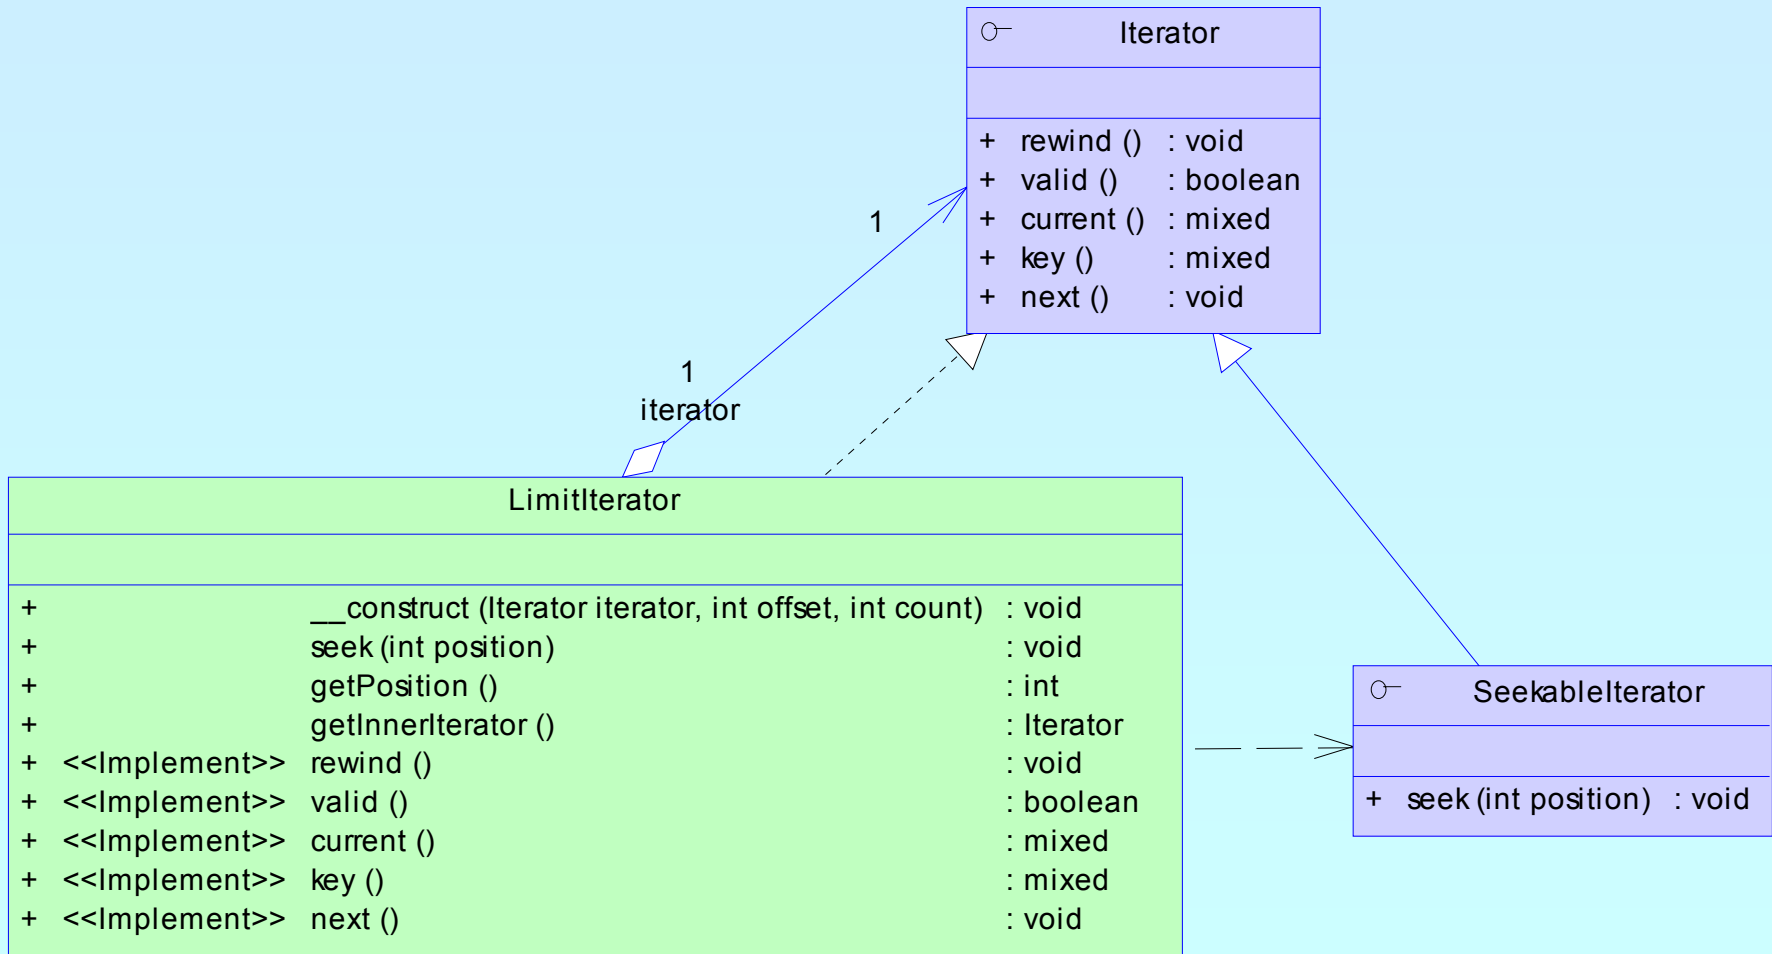 Iterator
+ rewind () : void
+ valid () : boolean
+ current () : mixed
+ key () : mixed
+ next () : void
1
1
iterator
LimitIterator
+ __construct (Iterator iterator, int offset, int count) : void
+ seek (int position) : void
+ getPosition () : int
+ getInnerIterator () : Iterator
+ <<Implement>> rewind () : void
+ <<Implement>> valid () : boolean
+ <<Implement>> current () : mixed
+ <<Implement>> key () : mixed
+ <<Implement>> next () : void
SeekableIterator
+ seek (int position) : void